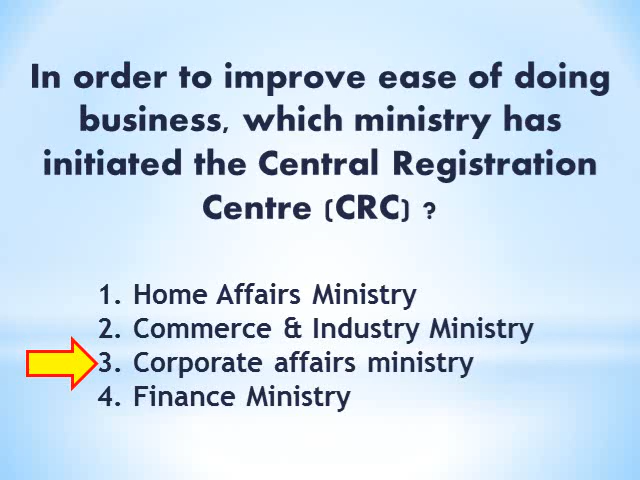 In order to improve ease of doing
business, which ministry has
initiated the Central Registration
Centre (CRC) ?
1. Home Affairs Ministry
2. Commerce & Industry Ministry
3. Corporate affairs ministry
4. Finance Ministry